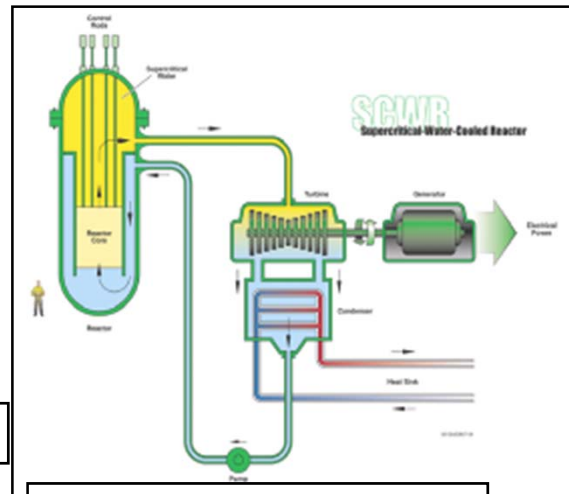 Control
Rods
Supercritical
Water
SCWR
Supercritical-Water-Cooled Reactor
Turbine
Generator
Electrical
Power
Reactor
Core
Condenser
Reactor
Heat Sink
Pump